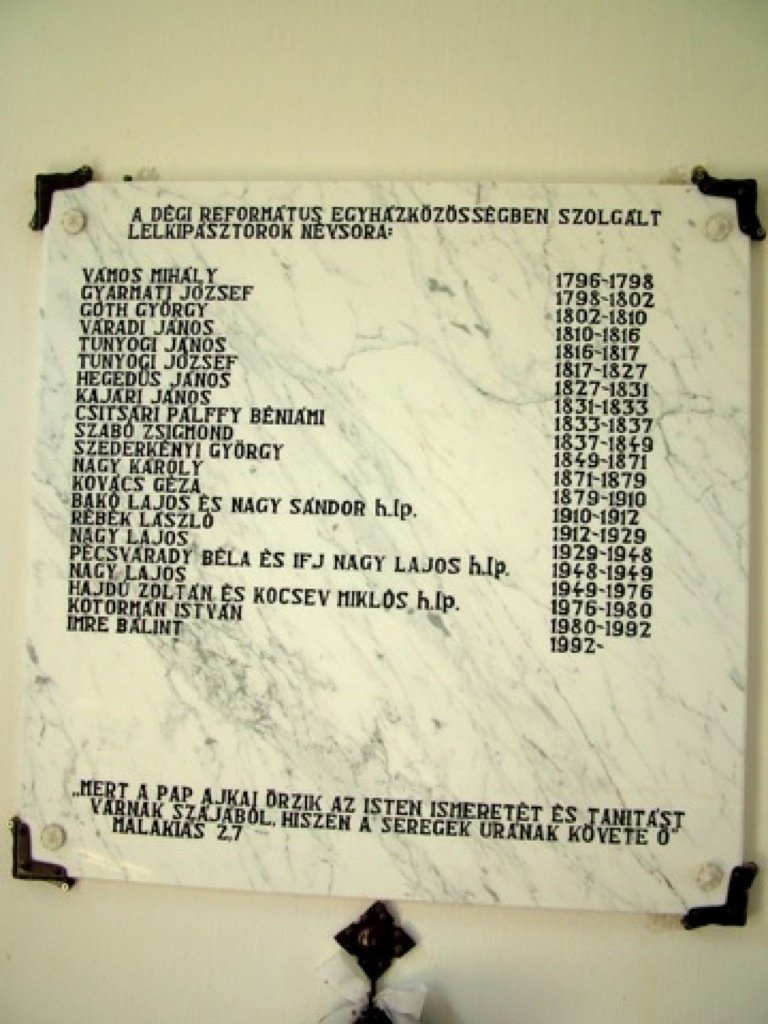 A DÉGI REFORMÁTUS EGYHÁZKÖZÖSSÉGBEN SZOLGÁLT
LELKIPÁSZTOROK NÉVSORA:
VÁMOS MIHÁLY 1796-1798
GYARMATI JÓZSEF 1798-1802
GÓTH GYÖRGY 1802-1810
VÁRADI JÁNOS 1810-1816
TUNYOGI JÁNOS 1816-1817
TUNYOGI JÓZSEF 1817-1827
HEGEDŰS JÁNOS 1827-1831
KAJÁRI JÁNOS 1831-1833
CSITSÁRI PÁLFFY BÉNIÁMI 1833-1837
SZABÓ ZSIGMOND 1837-1849
SZEDERKÉNYI GYÖRGY 1849-1871
NAGY KÁROLY 1871-1879
KOVÁCS GÉZA 1879-1910
BAKÓ LAJOS ÉS NAGY SÁNDOR h.lp. 1910-1912
RÉBÉK LÁSZLÓ 1912-1929
NAGY LAJOS 1929-1948
PÉCSVÁRADY BÉLA ÉS IFJ NAGY LAJOS h.lp. 1948-1949
NAGY LAJOS 1949-1976
HAJDÚ ZOLTÁN ÉS KOCSEV MIKLÓS h.lp. 1976-1980
KOTORMÁN ISTVÁN 1980-1992
IMRE BÁLINT 1992-
„MERT A PAP AJKAI ŐRZIK AZ ISTEN ISMERETÉT ÉS TANÍTÁST
VÁRNAK SZÁJÁBÓL, HISZEN A SEREGEK URÁNAK KÖVETE Ő"
MALAKIÁS 2,7